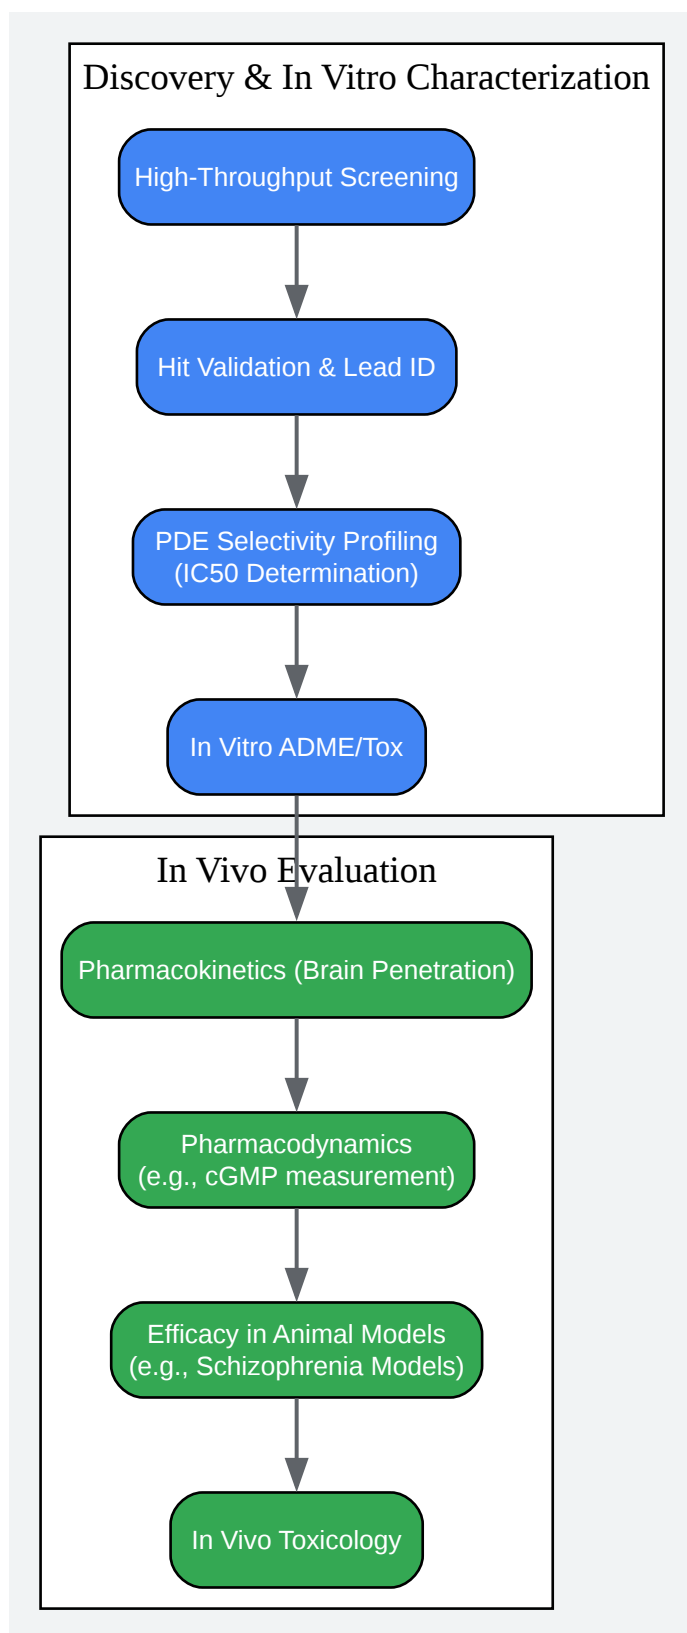 Discovery & In Vitro Characterization
High-Throughput Screening
Hit Validation & Lead ID
PDE Selectivity Profiling
(IC50 Determination)
In Vitro ADME/Tox
In Vivo Evaluation
Pharmacokinetics (Brain Penetration)
Pharmacodynamics
(e.g., cGMP measurement)
Efficacy in Animal Models
(e.g., Schizophrenia Models)
In Vivo Toxicology